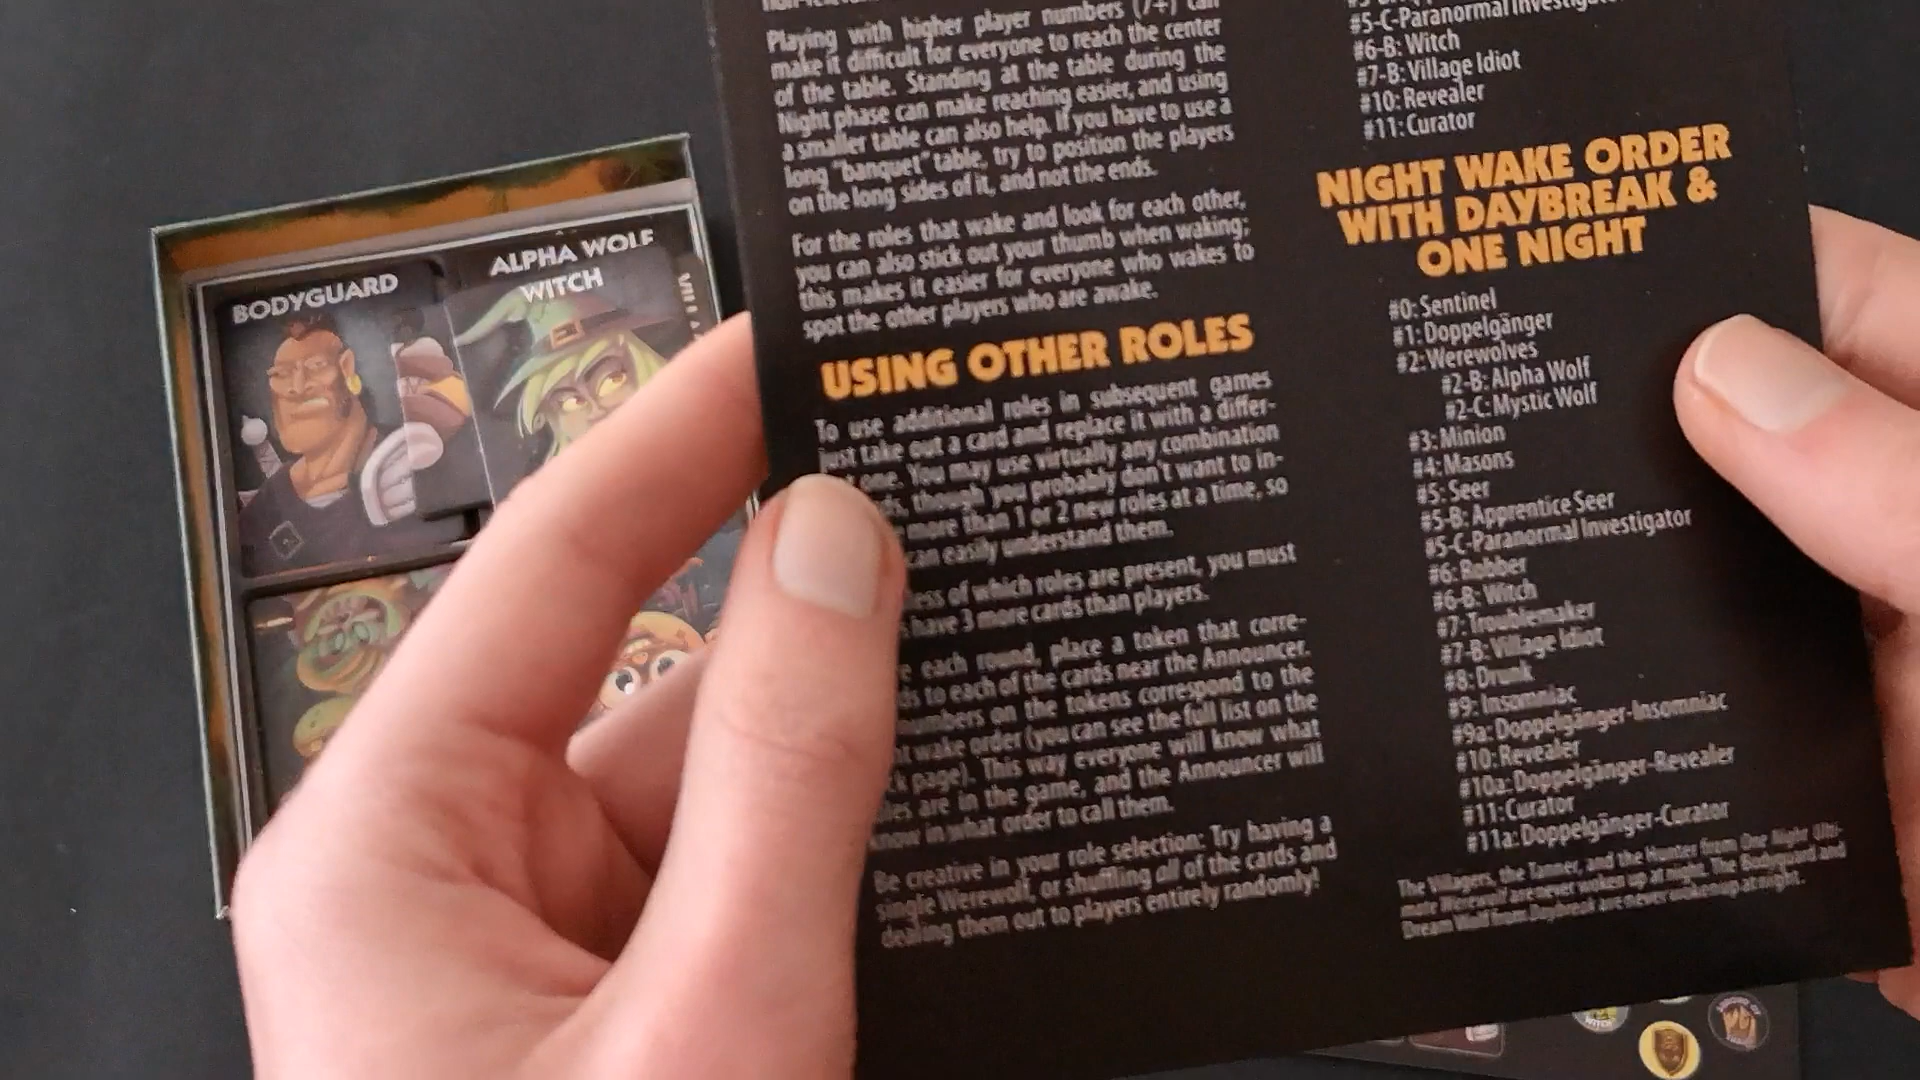 BODYGUARD
ALPHA WOLF
WITCH
Playing with higher player numbers (7+) can
make it difficult for everyone to reach the center
of the table. Standing at the table during the
Night phase can make reaching easier, and using
a smaller table can also help. If you have to use a
long "banquet" table, try to position the players
on the long sides of it, and not the ends.
For the roles that wake and look for each other,
you can also stick out your thumb when waking;
this makes it easier for everyone who wakes to
spot the other players who are awake.
USING OTHER ROLES
To use additional roles in subsequent games
just take out a card and replace it with a differ-
one. You may use virtually any combination
though you probably don't want to in-
more than 1 or 2 new roles at a time, so
can easily understand them.
of which roles are present, you must
have 3 more cards than players.
each round, place a token that corre-
to each of the cards near the Announcer.
numbers on the tokens correspond to the
wake order (you can see the full list on the
page). This way everyone will know what
are in the game, and the Announcer will
know in what order to call them.
Be creative in your role selection: Try having a
single Werewolf, or shuffling all of the cards and
dealing them out to players entirely randomly!
#5-C-Paranormal Investigator
#6-B: Witch
#7-B: Village Idiot
#10: Revealer
#11: Curator
NIGHT WAKE ORDER
WITH DAYBREAK &
ONE NIGHT
#0: Sentinel
#1: Doppelgänger
#2: Werewolves
#2-B: Alpha Wolf
#2-C: Mystic Wolf
#3: Minion
#4: Masons
#5: Seer
#5-B: Apprentice Seer
#5-C-Paranormal Investigator
#6: Robber
#6-B: Witch
#7: Troublemaker
#7-B: Village Idiot
#8: Drunk
#9: Insomniac
#9a: Doppelgänger-Insomniac
#10: Revealer
#10a: Doppelgänger-Revealer
#11: Curator
#11a: Doppelgänger-Curator
The Villagers, the Tanner, and the Hunter from One Night Ulti-
mate Werewolf are never woken up at night. The Bodyguard and
Dream Wolf from Daybreak are never woken up at night.
WITCH